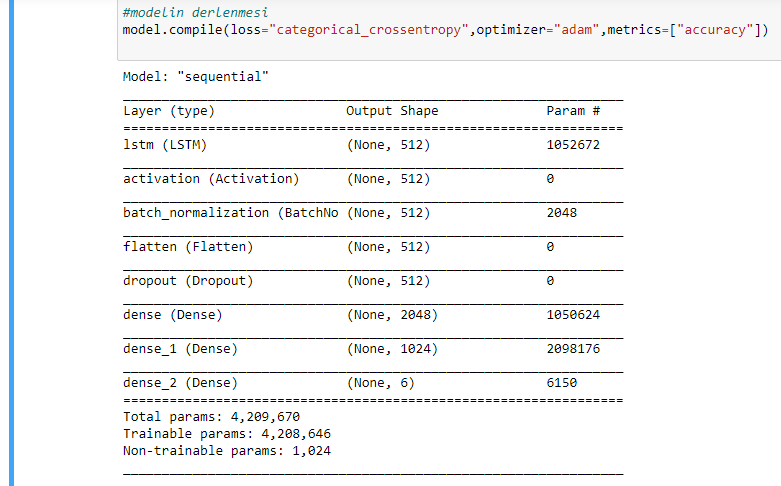 #modelin derlenmesi
model.compile(loss="categorical_crossentropy",optimizer="adam",metrics=["accuracy"])
Model: "sequential"
_________________________________________________________________
Layer (type)                 Output Shape              Param #
=================================================================
lstm (LSTM)                  (None, 512)               1052672
_________________________________________________________________
activation (Activation)      (None, 512)               0
_________________________________________________________________
batch_normalization (BatchNo (None, 512)               2048
_________________________________________________________________
flatten (Flatten)            (None, 512)               0
_________________________________________________________________
dropout (Dropout)            (None, 512)               0
_________________________________________________________________
dense (Dense)                (None, 2048)              1050624
_________________________________________________________________
dense_1 (Dense)              (None, 1024)              2098176
_________________________________________________________________
dense_2 (Dense)              (None, 6)                 6150
=================================================================
Total params: 4,209,670
Trainable params: 4,208,646
Non-trainable params: 1,024
_________________________________________________________________